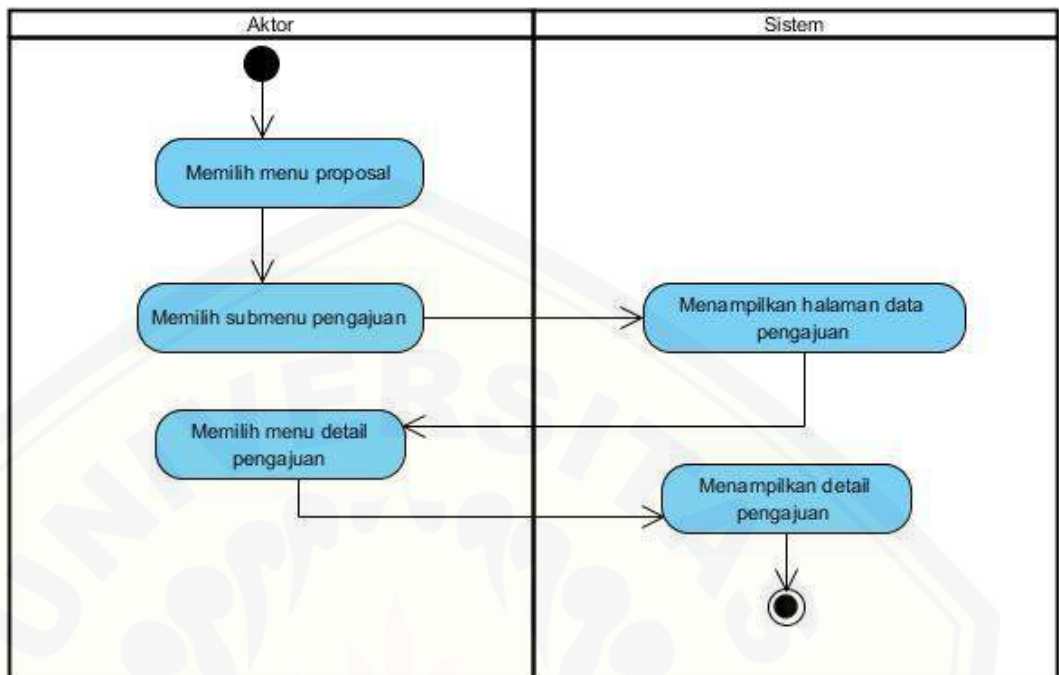 Aktor
Sistem
Memilih menu proposal
Memilih submenu pengajuan
Menampilkan halaman data
pengajuan
Memilih menu detail
pengajuan
Menampilkan detail
pengajuan
UNIVERSITAS